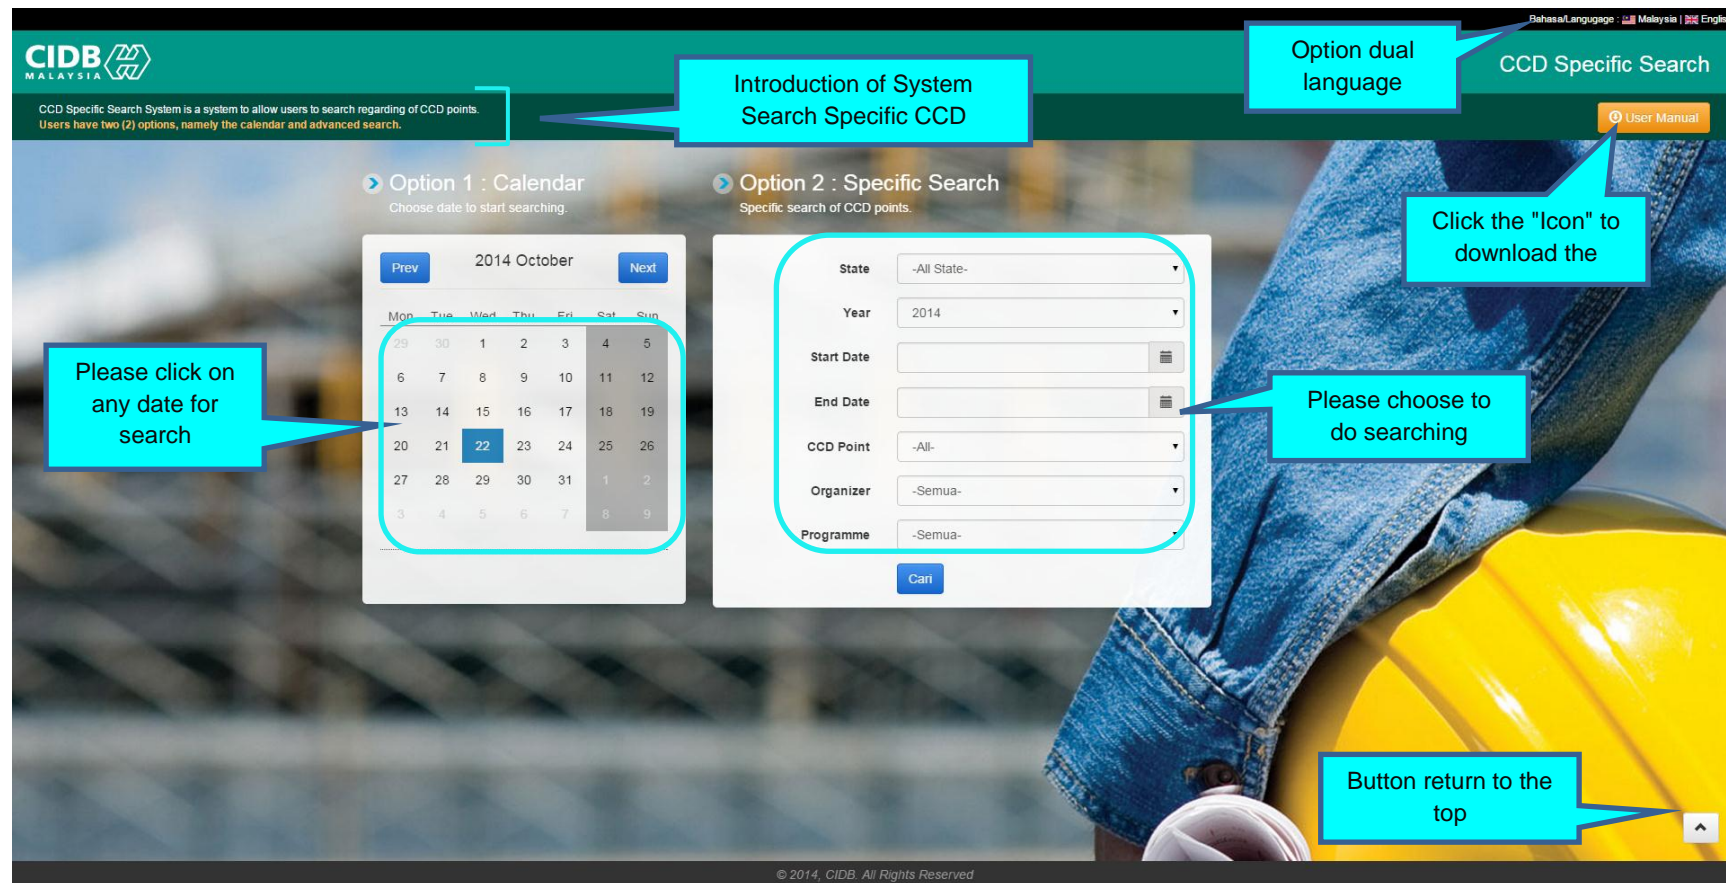 Bahasa/Langugage : Malaysia | Englis
CIDB
MALAYSIA
CCD Specific Search
Option dual
language
Introduction of System
Search Specific CCD
CCD Specific Search System is a system to allow users to search regarding of CCD points.
Users have two (2) options, namely the calendar and advanced search.
User Manual
Click the "Icon" to
download the
Option 1 : Calendar
Choose date to start searching.
Prev 2014 October Next
Mon Tue Wed Thu Fri Sat Sun
29 30 1 2 3 4 5
6 7 8 9 10 11 12
13 14 15 16 17 18 19
20 21 22 23 24 25 26
27 28 29 30 31 1 2
3 4 5 6 7 8 9
Please click on
any date for
search
Option 2 : Specific Search
Specific search of CCD points.
State -All State-
Year 2014
Start Date
End Date
CCD Point -All-
Organizer -Semua-
Programme -Semua-
Cari
Please choose to
do searching
Button return to the
top
© 2014, CIDB. All Rights Reserved